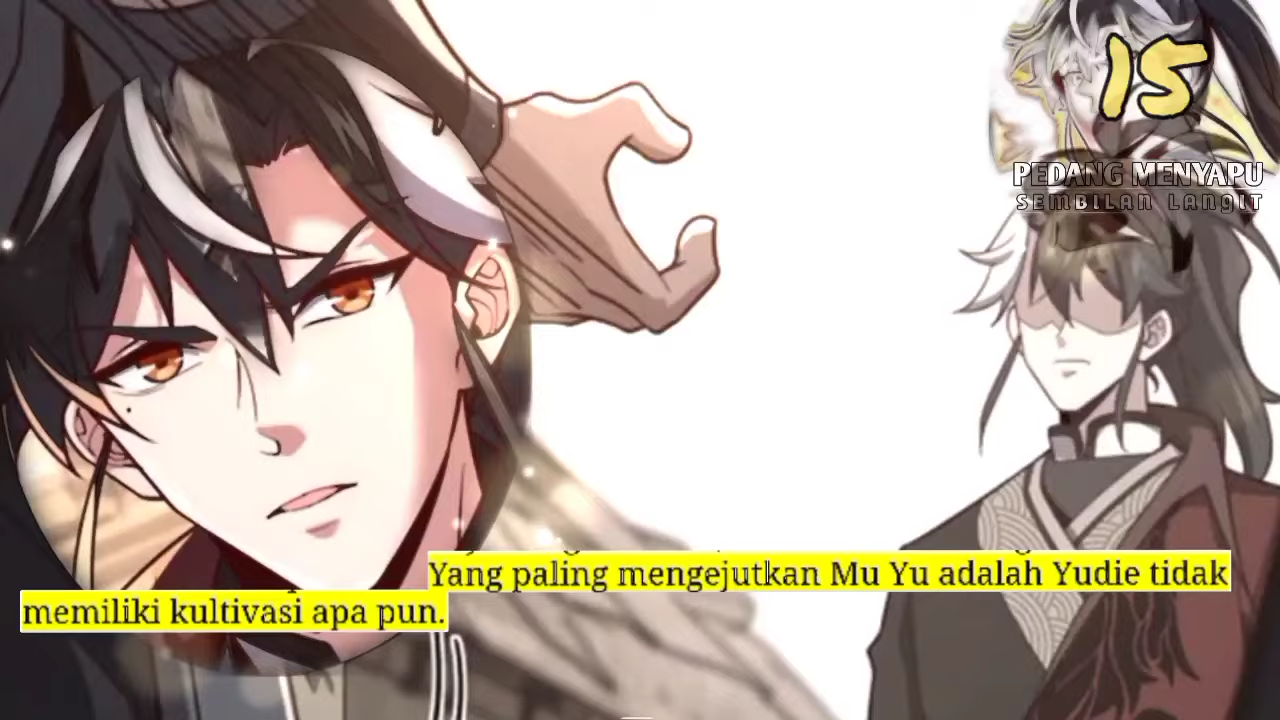 15
PEDANG MENYAPU
SEMBILAN LANGIT
Yang paling mengejutkan Mu Yu adalah Yudie tidak
memiliki kultivasi apa pun.